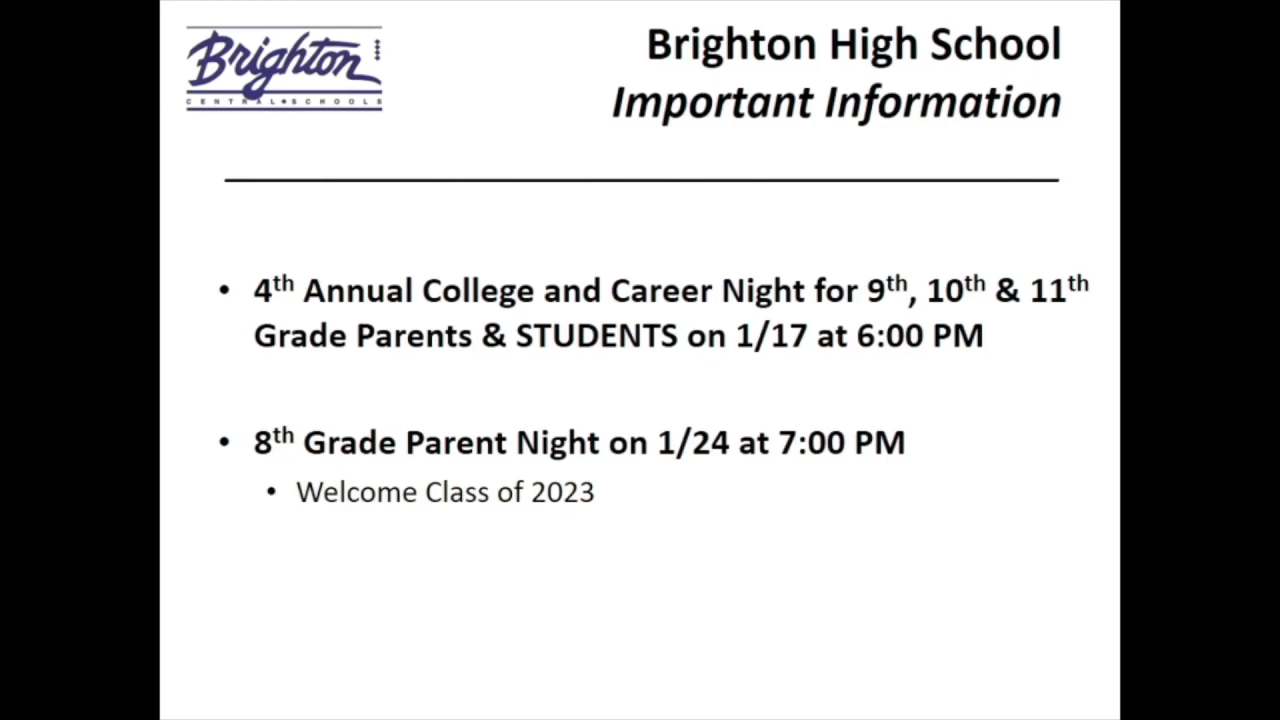 Brighton
CENTRAL•SCHOOLS
Brighton High School
Important Information
• 4th Annual College and Career Night for 9th, 10th & 11th
Grade Parents & STUDENTS on 1/17 at 6:00 PM
• 8th Grade Parent Night on 1/24 at 7:00 PM
• Welcome Class of 2023